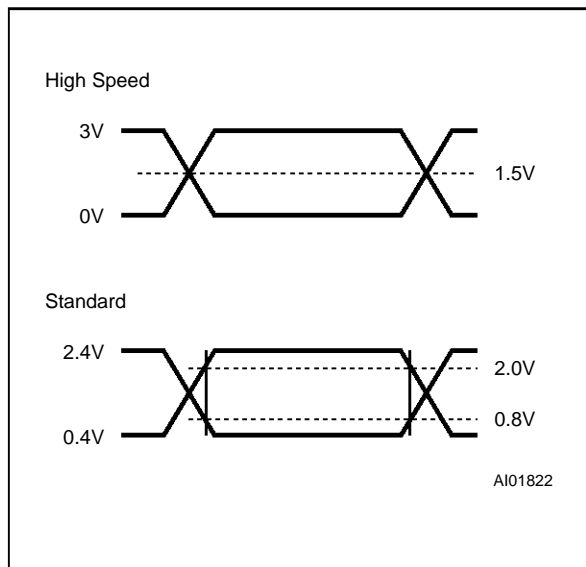 High Speed
3V
1.5V
0V
Standard
2.4V
2.0V
0.8V
0.4V
AI01822